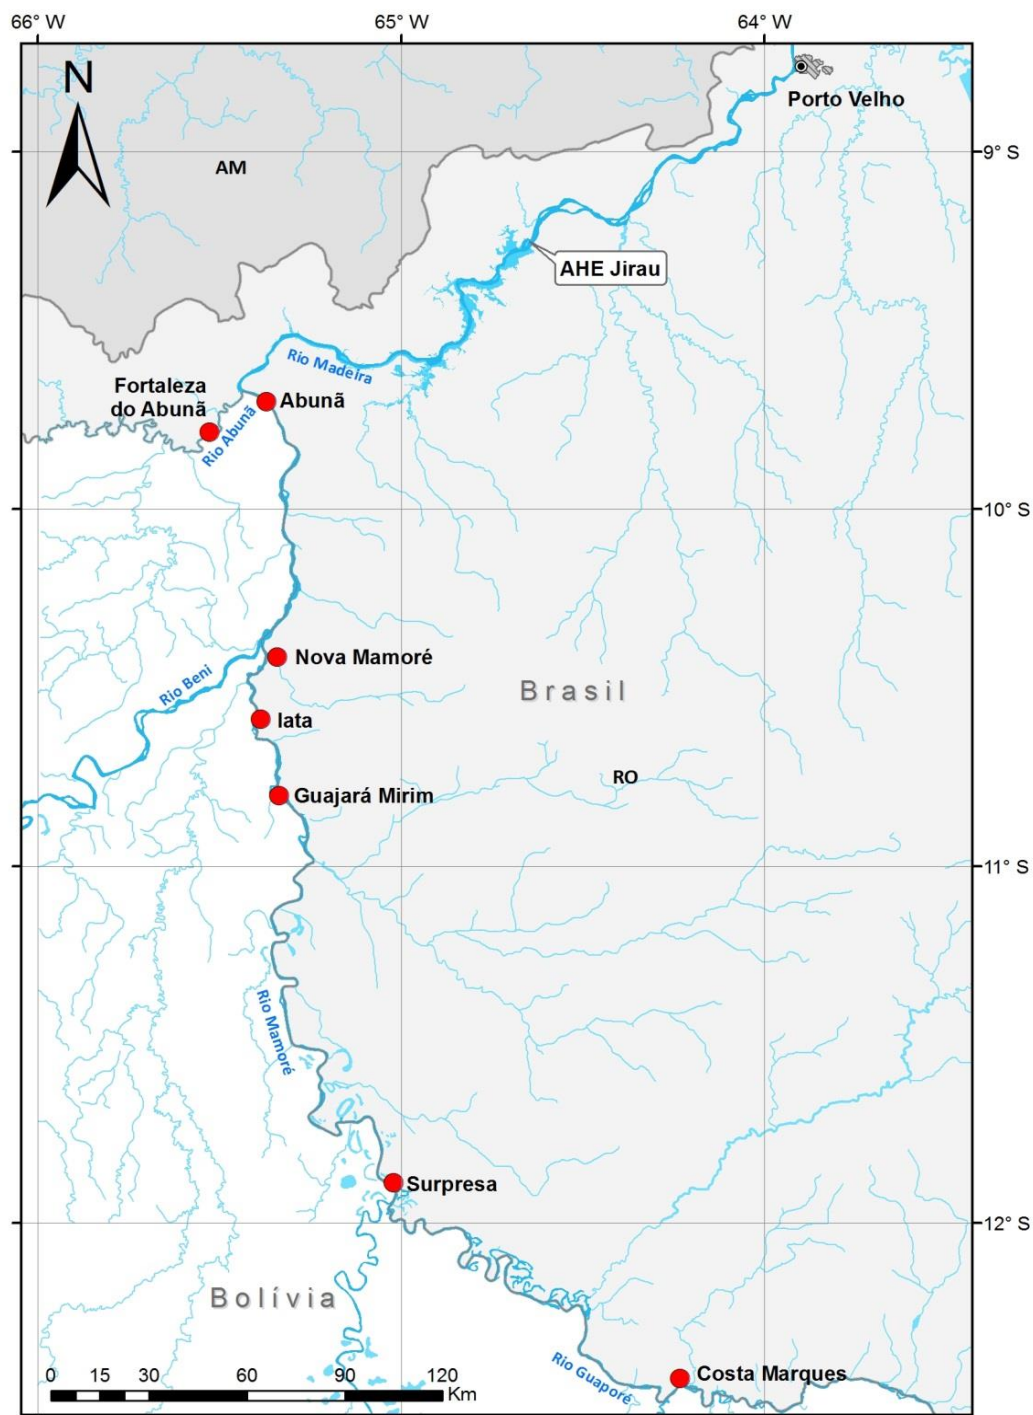 66° W
65° W
64° W
N
Porto Velho
9° S
AM
AHE Jirau
Rio Madeira
Fortaleza
do Abunã
Abunã
Rio Abunã
10° S
Nova Mamoré
Rio Beni
Brasil
Iata
RO
Guajará Mirim
11° S
Rio Mamoré
Surpresa
12° S
Bolívia
Rio Guaporé
Costa Marques
0 15 30 60 90 120
Km